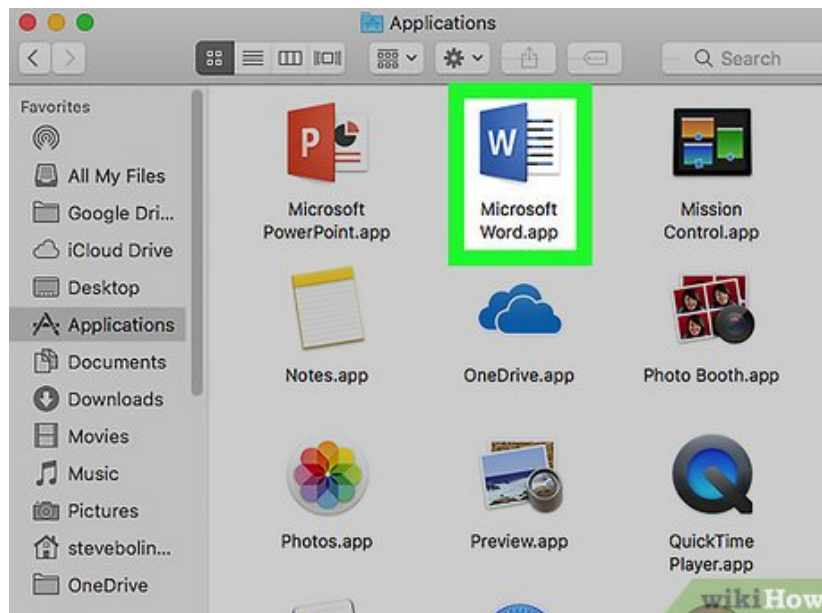 Applications
Search
Favorites
All My Files
Google Dri...
iCloud Drive
Desktop
Applications
Documents
Downloads
Movies
Music
Pictures
stevebolin...
OneDrive
P
Microsoft
PowerPoint.app
W
Microsoft
Word.app
Mission
Control.app
Notes.app
OneDrive.app
Photo Booth.app
Photos.app
Preview.app
QuickTime
Player.app
wikiHow